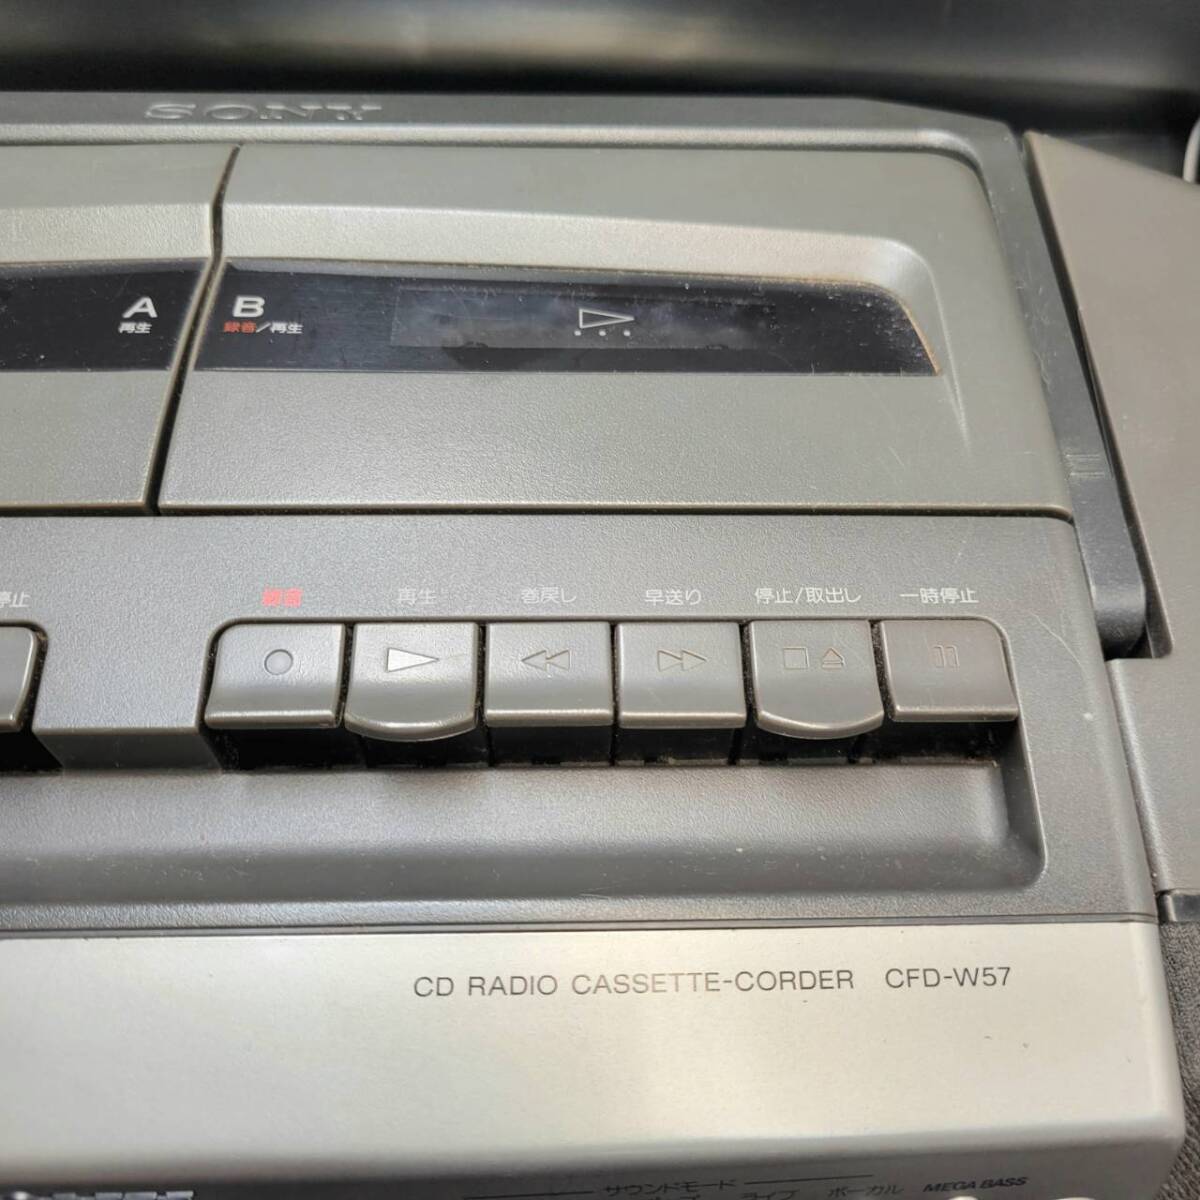 SONY
A
再生
B
録音/再生
停止
録音
再生
巻戻し
早送り
停止/取出し
一時停止
CD RADIO CASSETTE-CORDER CFD-W57
サウンドモード
ライブ ボーカル MEGA BASS